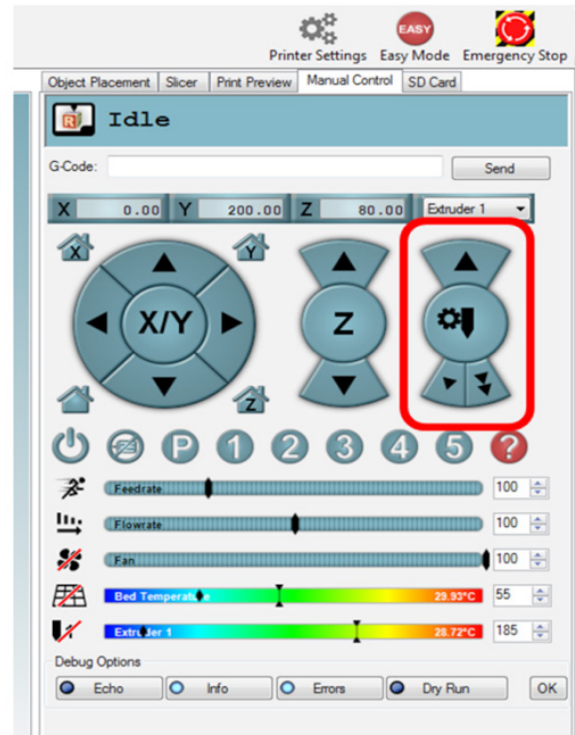 EASY
Printer Settings Easy Mode Emergency Stop
Object Placement Slicer Print Preview Manual Control SD Card
R Idle
G-Code: Send
X 0.00 Y 200.00 Z 80.00 Extruder 1
X Y
X/Y Z
Z
P 1 2 3 4 5 ?
Feedrate 100
Flowrate 100
Fan 100
Bed Temperature 29.93°C 55
1 Extruder 1 28.72°C 185
Debug Options
Echo Info Errors Dry Run OK